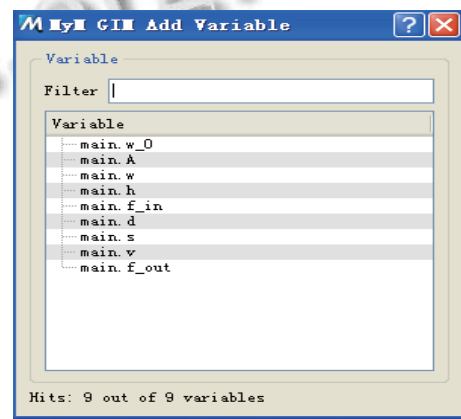 MyM GIM Add Variable
Variable
Filter
Variable
main.w_0
main.A
main.w
main.h
main.f_in
main.d
main.s
main.v
main.f_out
Hits: 9 out of 9 variables